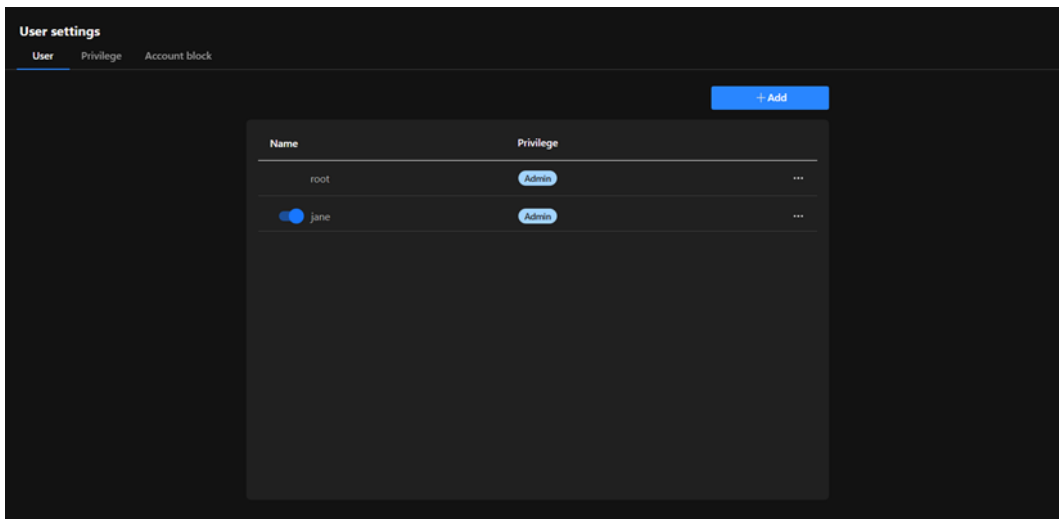 User settings
User Privilege Account block
+ Add
Name Privilege
root Admin ...
jane Admin ...